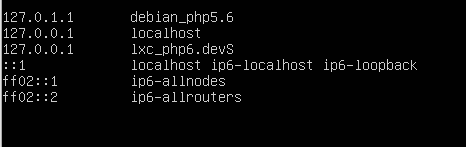 127.0.1.1 debian_php5.6
127.0.0.1 localhost
127.0.0.1 lxc_php6.devS
::1 localhost ip6-localhost ip6-loopback
ff02::1 ip6-allnodes
ff02::2 ip6-allrouters